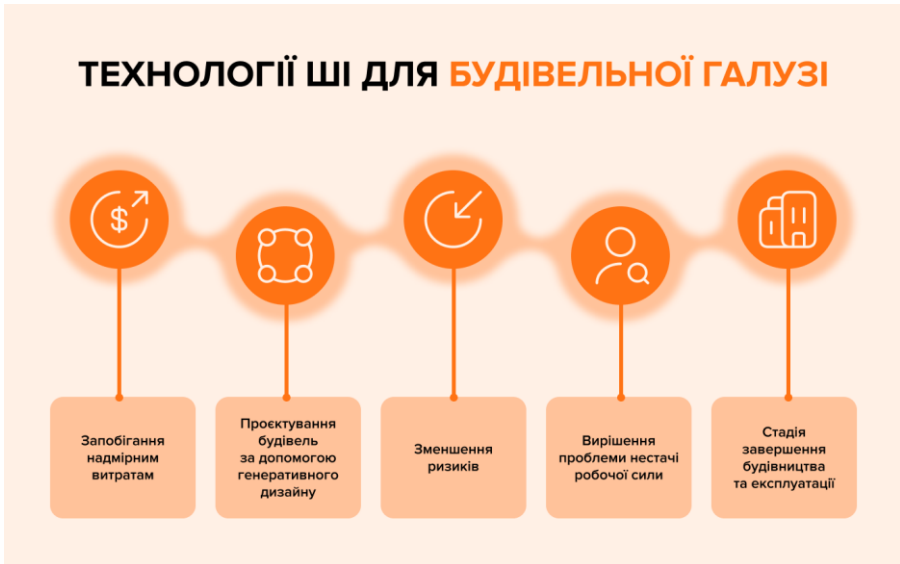 ТЕХНОЛОГІЇ ШІ ДЛЯ БУДІВЕЛЬНОЇ ГАЛУЗІ
$
Запобігання
надмірним
витратам
Проєктування
будівель
за допомогою
генеративного
дизайну
Зменшення
ризиків
Вирішення
проблеми нестачі
робочої сили
Стадія
завершення
будівництва
та експлуатації